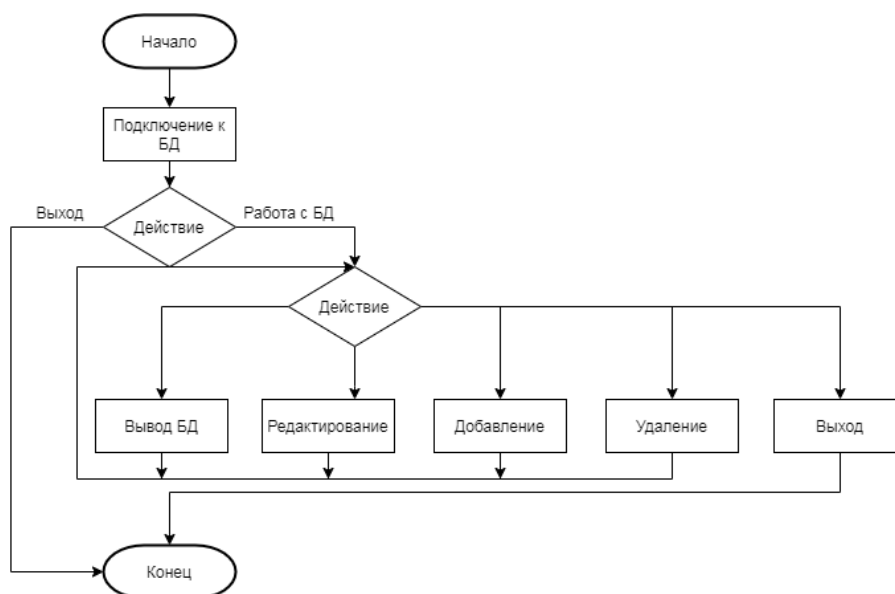 Начало
Подключение к
БД
Выход
Действие
Работа с БД
Действие
Вывод БД
Редактирование
Добавление
Удаление
Выход
Конец